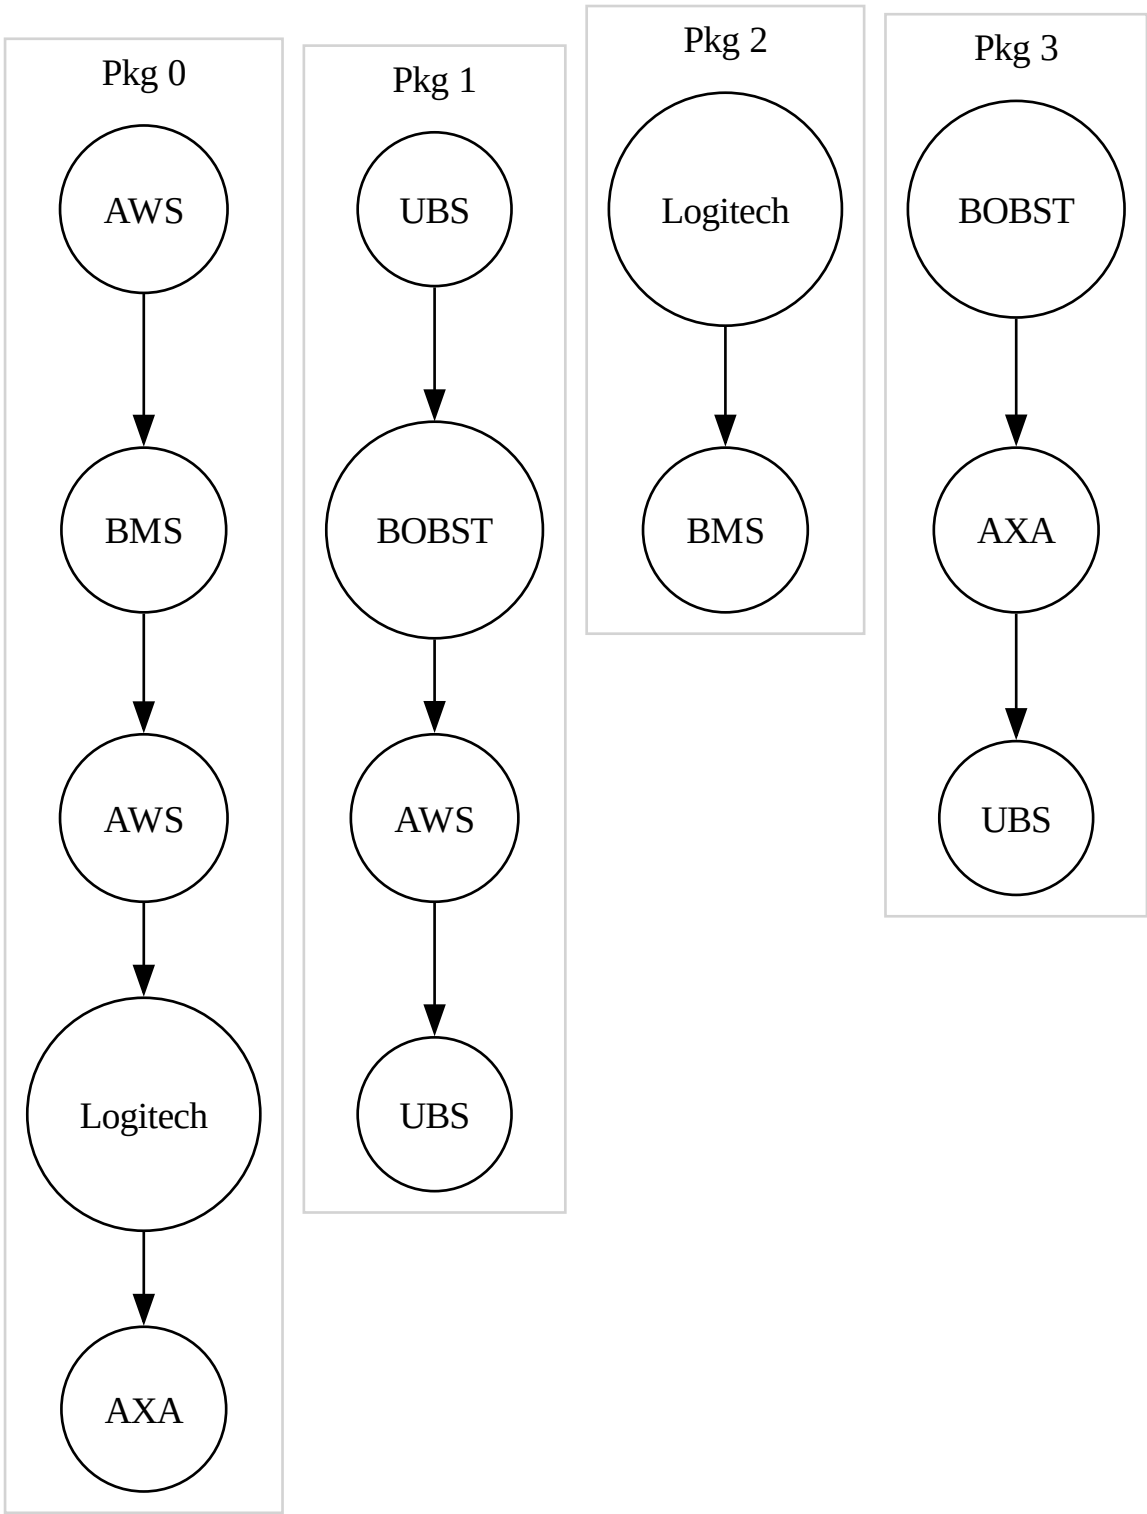 Pkg 0
AWS
BMS
AWS
Logitech
AXA
Pkg 1
UBS
BOBST
AWS
UBS
Pkg 2
Logitech
BMS
Pkg 3
BOBST
AXA
UBS